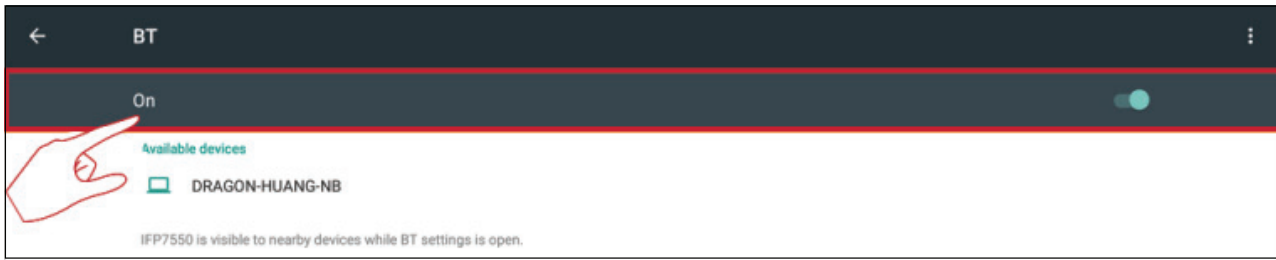 BT
On
Available devices
DRAGON-HUANG-NB
IFP7550 is visible to nearby devices while BT settings is open.